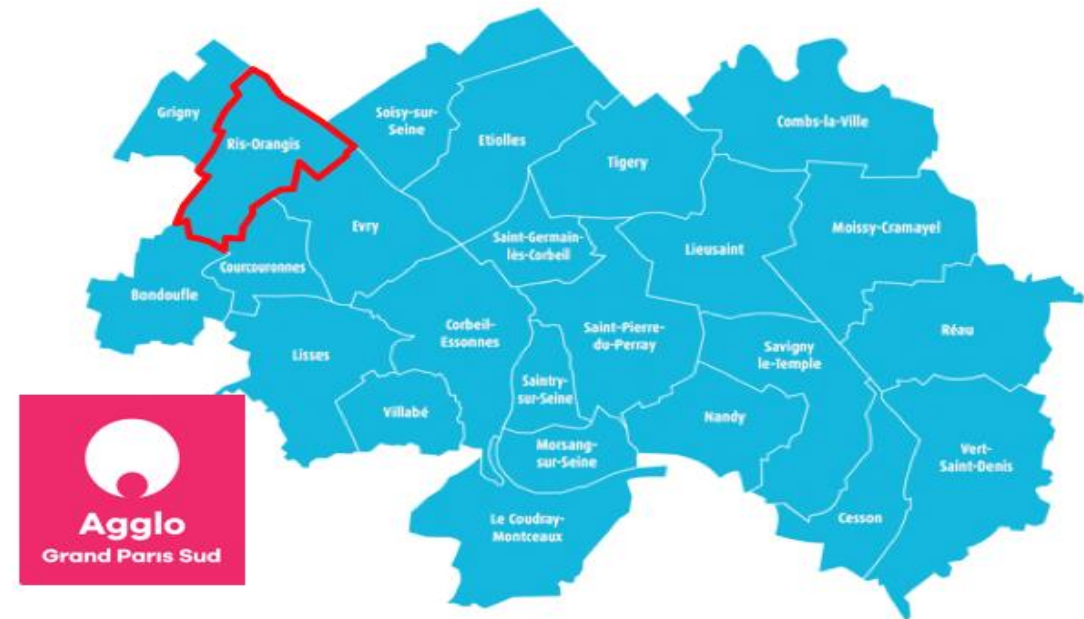 Grigny
Ris-Orangis
Soisy-sur-
Seine
Etiolles
Tigery
Combs-la-Ville
Evry
Saint-Germain
lès-Corbeil
Lieusaint
Moissy-Cramayel
Courcouronnes
Bondoufle
Lisses
Corbeil-
Essonnes
Saint-Pierre-
du-Perray
Savigny
le-Temple
Réau
Villabé
Saintry-
sur-Seine
Nandy
Morsang-
sur-Seine
Vert-
Saint-Denis
Le Coudray-
Montceaux
Cesson
Agglo
Grand Paris Sud